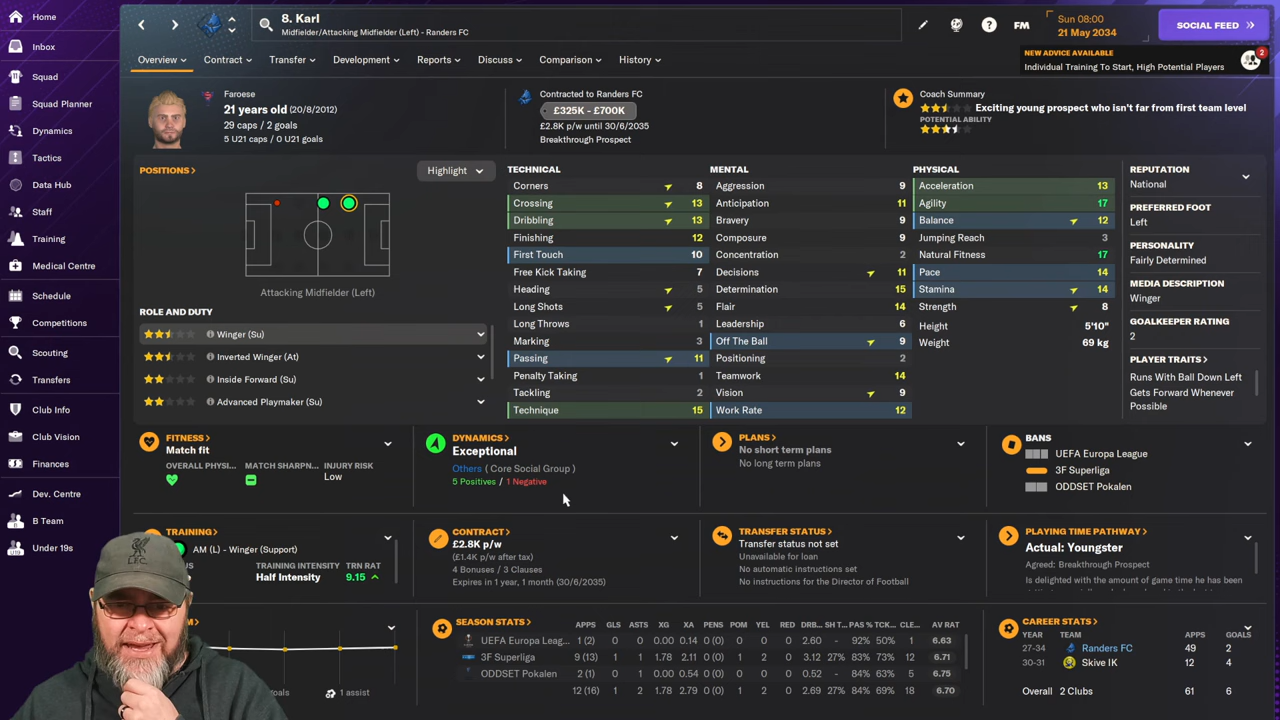 Home
Inbox
Squad
Squad Planner
Dynamics
Tactics
Data Hub
Staff
Training
Medical Centre
Schedule
Competitions
Scouting
Transfers
Club Info
Club Vision
Finances
Dev. Centre
B Team
Under 19s
8. Karl
Midfielder/Attacking Midfielder (Left) - Randers FC
FM
Sun 08:00
21 May 2034
SOCIAL FEED
Overview
Contract
Transfer
Development
Reports
Discuss
Comparison
History
NEW ADVICE AVAILABLE
Individual Training To Start, High Potential Players
2
Faroese
21 years old (20/8/2012)
29 caps / 2 goals
5 U21 caps / 0 U21 goals
Contracted to Randers FC
£325K - £700K
£2.8K p/w until 30/6/2035
Breakthrough Prospect
Coach Summary
Exciting young prospect who isn't far from first team level
POTENTIAL ABILITY
POSITIONS >
Highlight
Attacking Midfielder (Left)
ROLE AND DUTY
Winger (Su)
Inverted Winger (At)
Inside Forward (Su)
Advanced Playmaker (Su)
TECHNICAL
Corners 8
Crossing 13
Dribbling 13
Finishing 12
First Touch 10
Free Kick Taking 7
Heading 5
Long Shots 5
Long Throws 1
Marking 3
Passing 11
Penalty Taking 1
Tackling 2
Technique 15
MENTAL
Aggression 9
Anticipation 11
Bravery 9
Composure 9
Concentration 2
Decisions 11
Determination 15
Flair 14
Leadership 6
Off The Ball 9
Positioning 2
Teamwork 14
Vision 9
Work Rate 12
PHYSICAL
Acceleration 13
Agility 17
Balance 12
Jumping Reach 3
Natural Fitness 17
Pace 14
Stamina 14
Strength 8
Height 5'10"
Weight 69 kg
REPUTATION
National
PREFERRED FOOT
Left
PERSONALITY
Fairly Determined
MEDIA DESCRIPTION
Winger
GOALKEEPER RATING
2
PLAYER TRAITS >
Runs With Ball Down Left
Gets Forward Whenever
Possible
FITNESS >
Match fit
OVERALL PHYSI... MATCH SHARPN... INJURY RISK
Low
DYNAMICS >
Exceptional
Others ( Core Social Group )
5 Positives / 1 Negative
PLANS >
No short term plans
No long term plans
BANS
UEFA Europa League
3F Superliga
ODDSET Pokalen
TRAINING >
AM (L) - Winger (Support)
TRAINING INTENSITY TRN RAT
Half Intensity 9.15
CONTRACT >
£2.8K p/w
(£1.4K p/w after tax)
4 Bonuses / 3 Clauses
Expires in 1 year, 1 month (30/6/2035)
TRANSFER STATUS >
Transfer status not set
Unavailable for loan
No automatic instructions set
No instructions for the Director of Football
PLAYING TIME PATHWAY >
Actual: Youngster
Agreed: Breakthrough Prospect
Is delighted with the amount of game time he has been
1 assist
SEASON STATS > APPS GLS ASTS XG XA PENS POM YEL RED DRB... SH T... PAS % TCK... CLE... AV RAT
UEFA Europa Leag... 1 (2) 0 0 0.00 0.14 0 (0) 0 0 0 2.60 - 92% 50% 1 6.63
3F Superliga 9 (13) 1 1 1.78 2.11 0 (0) 0 2 0 3.12 27% 83% 73% 12 6.71
ODDSET Pokalen 2 (1) 0 1 0.00 0.54 0 (0) 0 0 0 0.52 - 84% 63% 5 6.75
12 (16) 1 2 1.78 2.79 0 (0) 0 2 0 2.69 27% 84% 69% 18 6.70
CAREER STATS >
YEAR TEAM APPS GOALS
27-34 Randers FC 49 2
30-31 Skive IK 12 4
Overall 2 Clubs 61 6